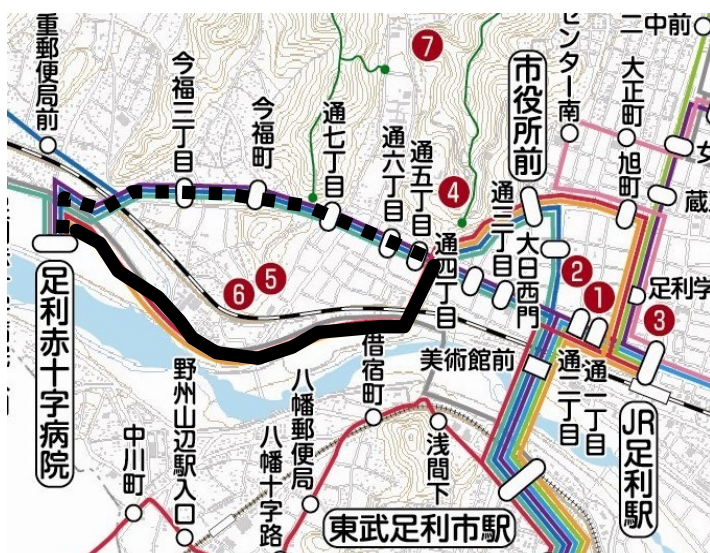 重郵便局前
今福二丁目
今福町
通七丁目
通六丁目
通五丁目
通四丁目
通三丁目
大日西門
市役所前
センター南
大正町
旭町
中前
二
女
蔵
足利学
7
4
5
6
2
1
3
足利赤十字病院
美術館前
通二丁目
通一丁目
JR足利駅
借宿町
浅間下
八幡郵便局
八幡十字路
野州山辺駅入口
中川町
東武足利市駅